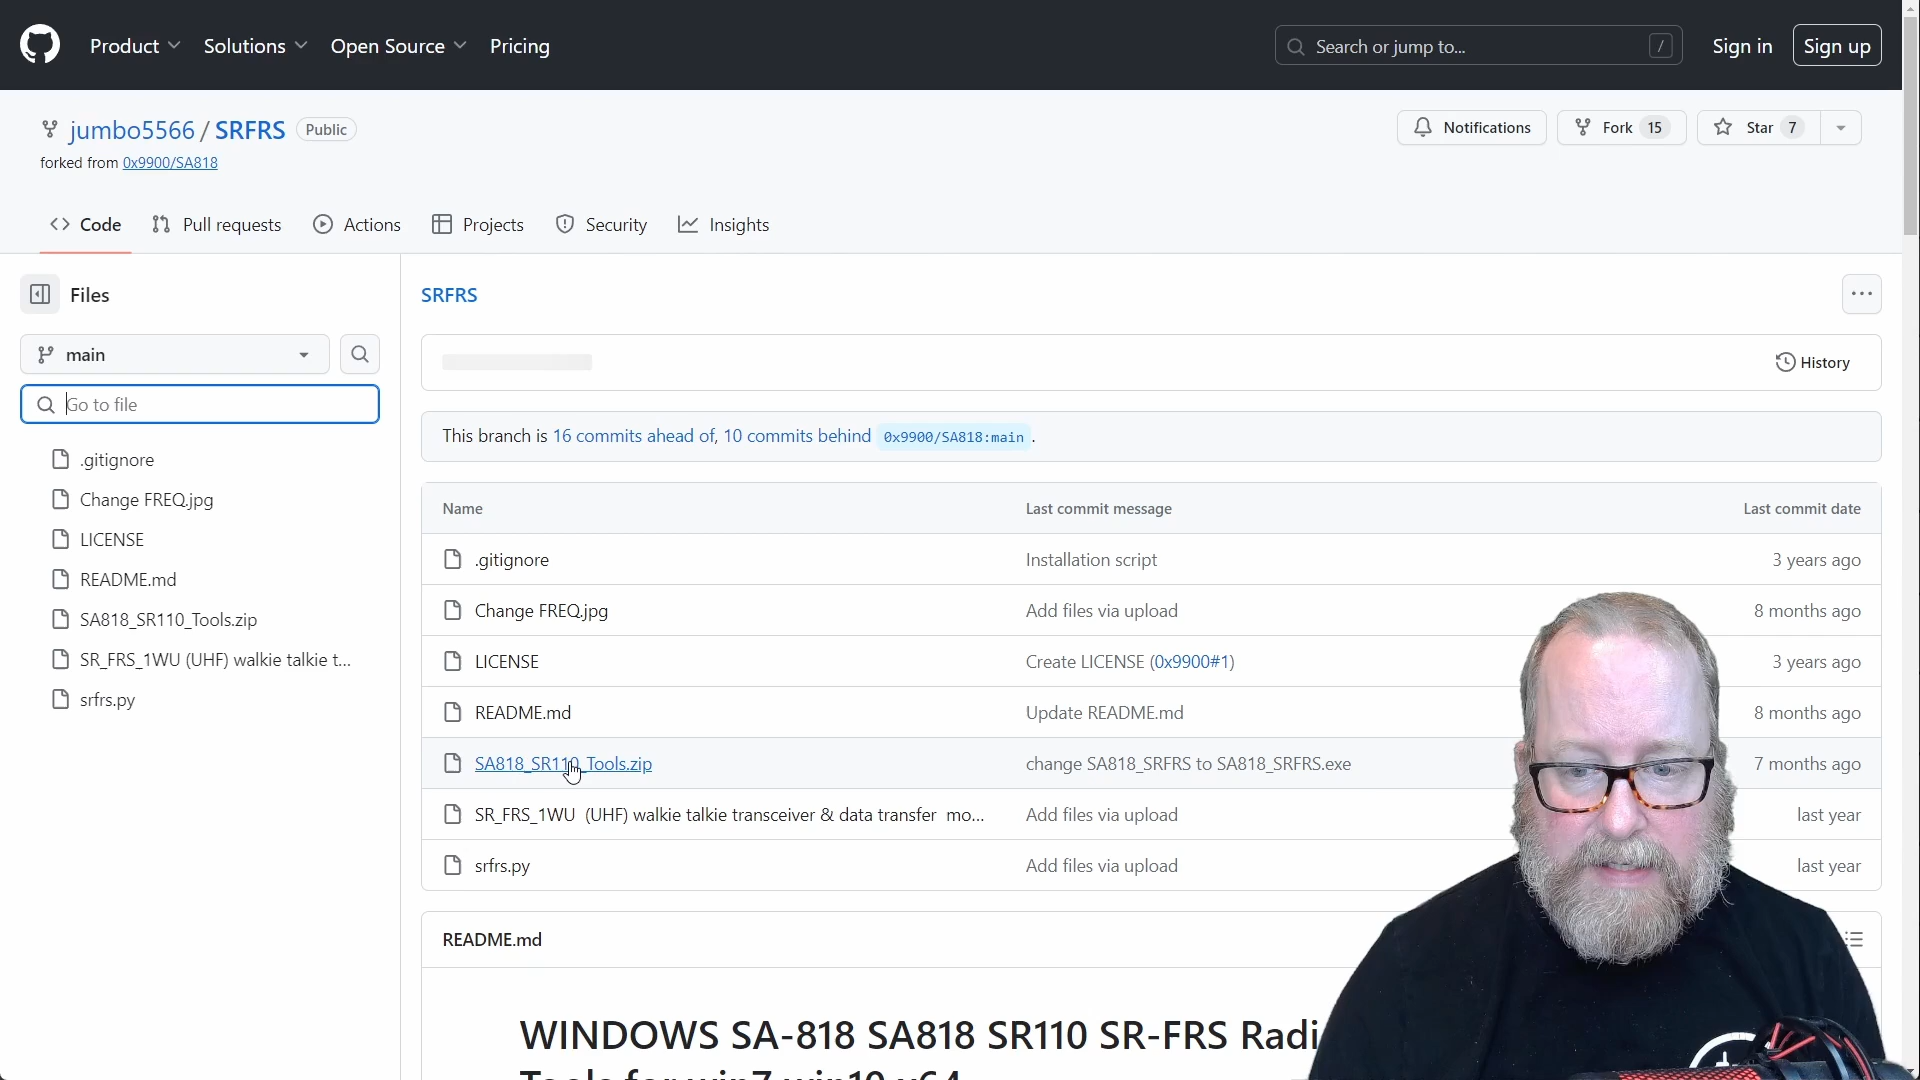 Product Solutions Open Source Pricing Search or jump to... / Sign in Sign up
jumbo5566 / SRFRS Public Notifications Fork 15 Star 7
forked from 0x9900/SA818
Code Pull requests Actions Projects Security Insights
Files
main
Go to file
.gitignore
Change FREQ.jpg
LICENSE
README.md
SA818_SR110_Tools.zip
SR_FRS_1WU (UHF) walkie talkie t...
srfrs.py
SRFRS
History
This branch is 16 commits ahead of, 10 commits behind 0x9900/SA818:main .
Name Last commit message Last commit date
.gitignore Installation script 3 years ago
Change FREQ.jpg Add files via upload 8 months ago
LICENSE Create LICENSE (0x9900#1) 3 years ago
README.md Update README.md 8 months ago
SA818_SR110_Tools.zip change SA818_SRFRS to SA818_SRFRS.exe 7 months ago
SR_FRS_1WU (UHF) walkie talkie transceiver & data transfer mo... Add files via upload last year
srfrs.py Add files via upload last year
README.md
WINDOWS SA-818 SA818 SR110 SR-FRS Radi
Tools for win7 win10 x64